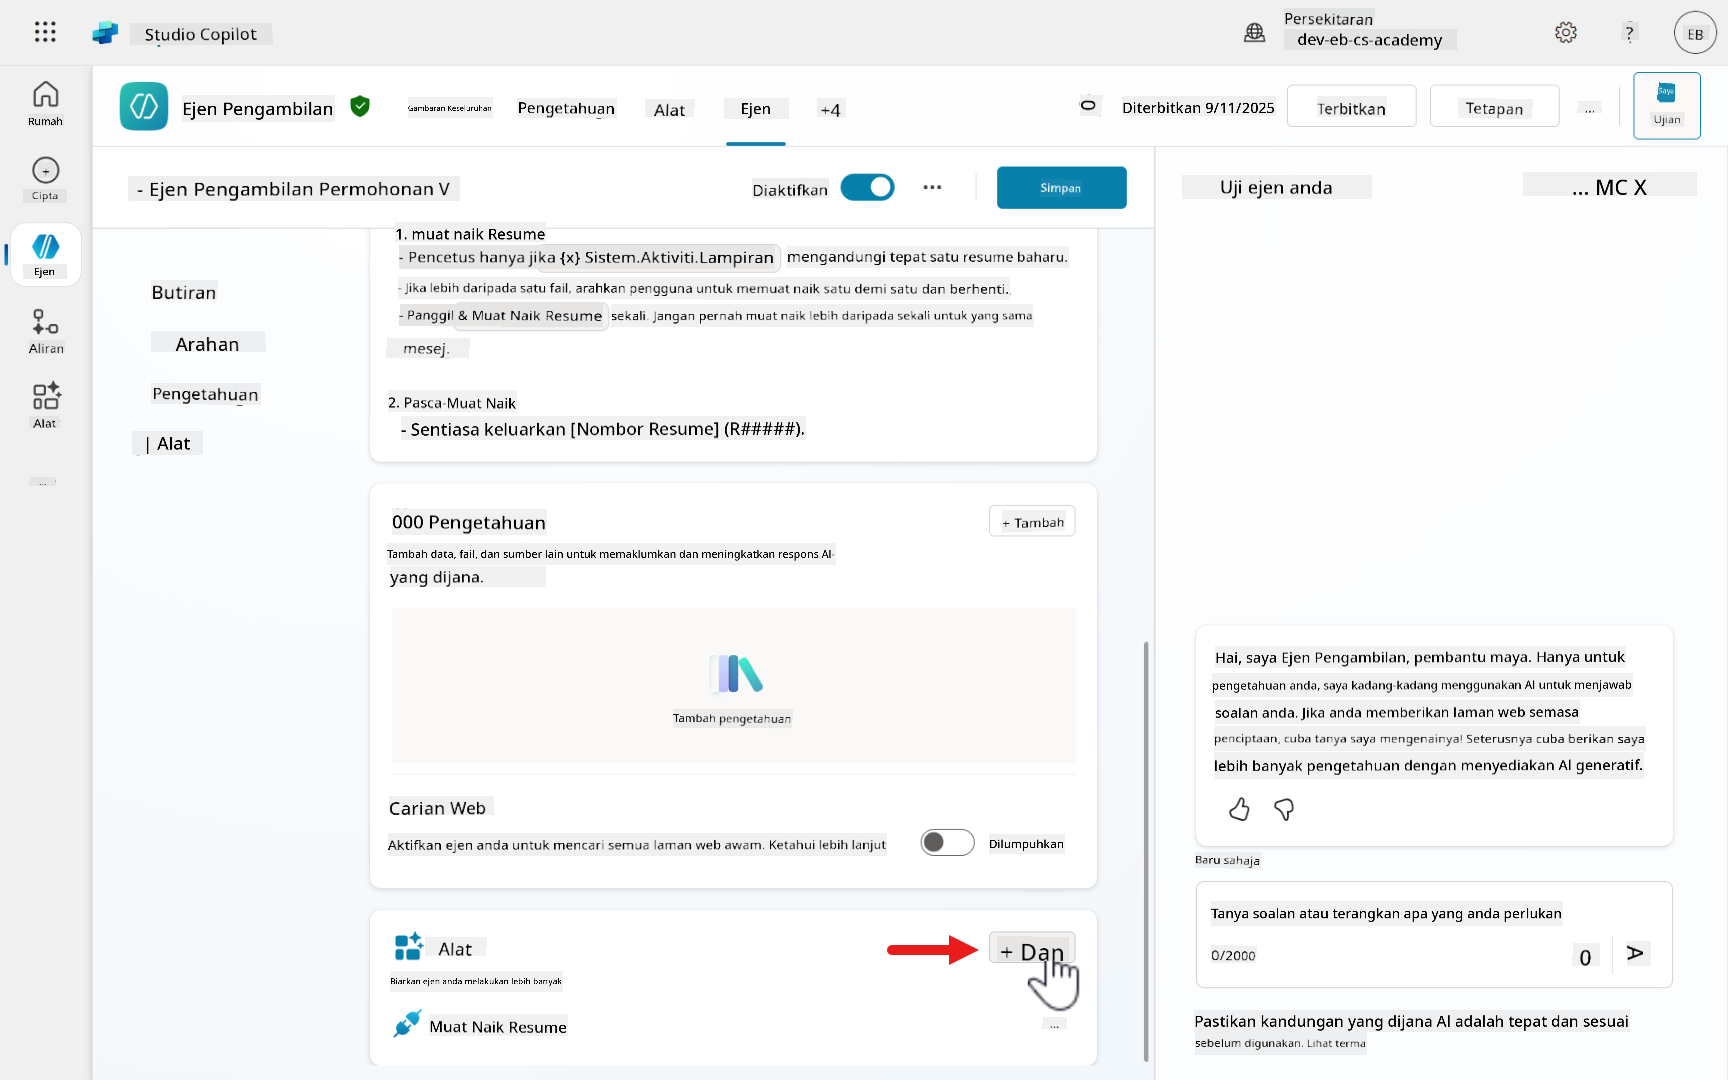 Studio Copilot
Persekitaran
dev-eb-cs-academy
?
EB
Rumah
Cipta
Ejen
Aliran
Alat
...
Ejen Pengambilan
Gambaran Keseluruhan
Pengetahuan
Alat
Ejen
+4
Diterbitkan 9/11/2025
Terbitkan
Tetapan
...
Saya
Ujian
- Ejen Pengambilan Permohonan V
Diaktifkan
...
Simpan
Butiran
Arahan
Pengetahuan
| Alat
1. muat naik Resume
- Pencetus hanya jika {x} Sistem.Aktiviti.Lampiran mengandungi tepat satu resume baharu.
- Jika lebih daripada satu fail, arahkan pengguna untuk memuat naik satu demi satu dan berhenti.
- Panggil & Muat Naik Resume sekali. Jangan pernah muat naik lebih daripada sekali untuk yang sama
mesej.
2. Pasca-Muat Naik
- Sentiasa keluarkan [Nombor Resume] (R#####).
000 Pengetahuan
+ Tambah
Tambah data, fail, dan sumber lain untuk memaklumkan dan meningkatkan respons AI-
yang dijana.
Tambah pengetahuan
Carian Web
Aktifkan ejen anda untuk mencari semua laman web awam. Ketahui lebih lanjut
Dilumpuhkan
Alat
+ Dan
Biarkan ejen anda melakukan lebih banyak
Muat Naik Resume
...
Uji ejen anda
... MC X
Hai, saya Ejen Pengambilan, pembantu maya. Hanya untuk
pengetahuan anda, saya kadang-kadang menggunakan AI untuk menjawab
soalan anda. Jika anda memberikan laman web semasa
penciptaan, cuba tanya saya mengenainya! Seterusnya cuba berikan saya
lebih banyak pengetahuan dengan menyediakan AI generatif.
Baru sahaja
Tanya soalan atau terangkan apa yang anda perlukan
0/2000
0
A
Pastikan kandungan yang dijana AI adalah tepat dan sesuai
sebelum digunakan. Lihat terma